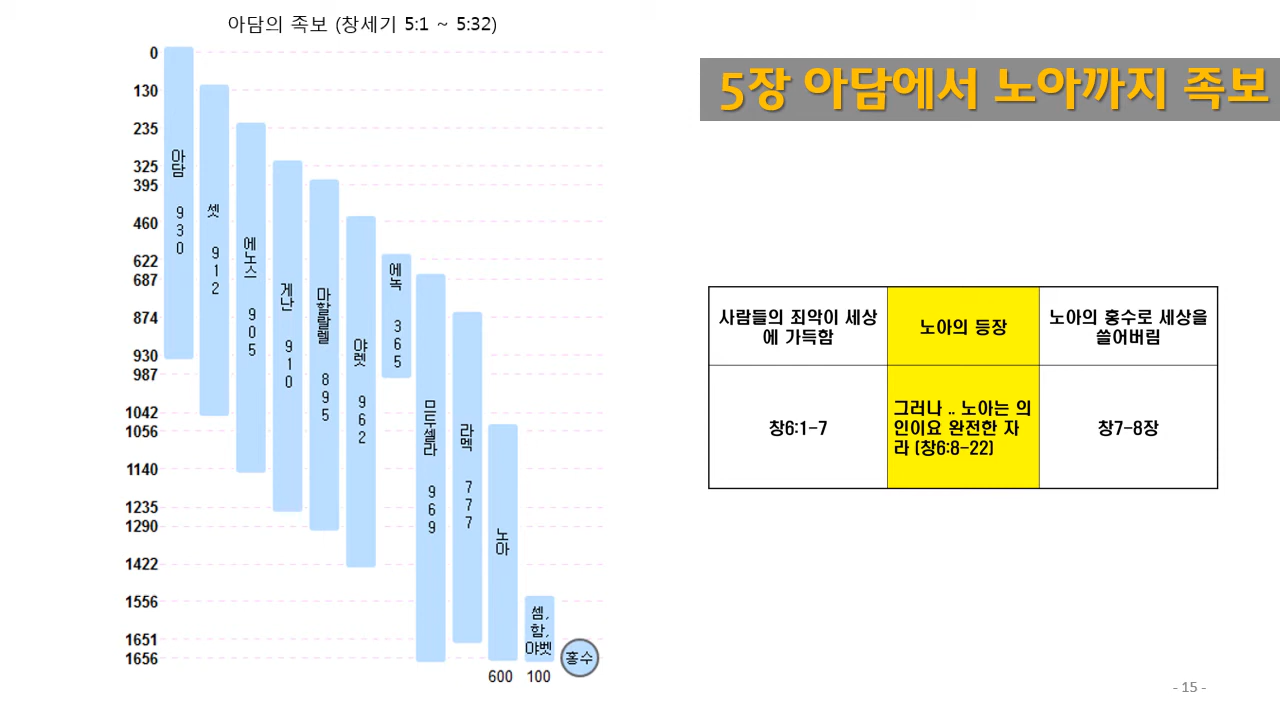 아담의 족보 (창세기 5:1 ~ 5:32)
5장 아담에서 노아까지 족보
0
130
235
325
395
460
622
687
874
930
987
1042
1056
1140
1235
1290
1422
1556
1651
1656
아담 930
셋 912
에노스 905
게난 910
마할랄렐 895
야렛 962
에녹 365
므두셀라 969
라멕 777
노아
셈,
함,
야벳
홍수
600
100
사람들의 죄악이 세상
에 가득함
노아의 등장
노아의 홍수로 세상을
쓸어버림
창6:1-7
그러나 .. 노아는 의
인이요 완전한 자
라 (창6:8-22)
창7-8장
- 15 -